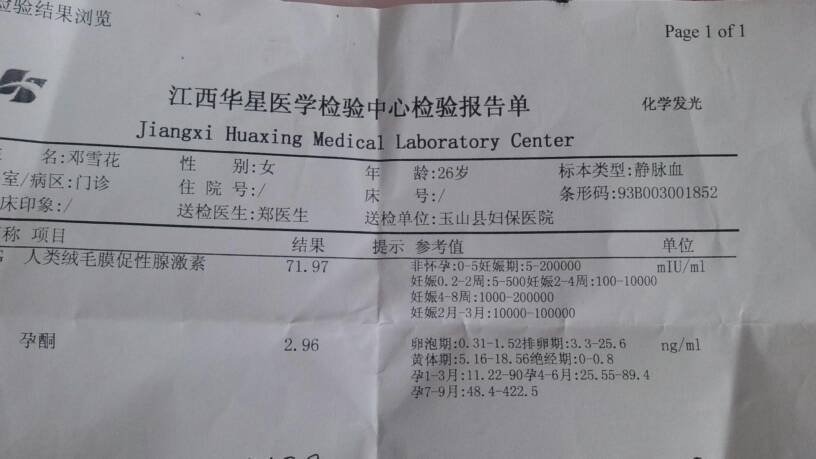 检验结果浏览
Page 1 of 1
江西华星医学检验中心检验报告单
化学发光
Jiangxi Huaxing Medical Laboratory Center
名:邓雪花 性 别:女 年 龄:26岁 标本类型:静脉血
室/病区:门诊 住 院 号:/ 床 号:/ 条形码:93B003001852
床印象:/ 送检医生:郑医生 送检单位:玉山县妇保医院
称 项目 结果 提示 参考值 单位
G 人类绒毛膜促性腺激素 71.97 非怀孕:0-5妊娠期:5-200000 mIU/ml
妊娠0.2-2周:5-500妊娠2-4周:100-10000
妊娠4-8周:1000-200000
妊娠2月-3月:10000-100000
孕酮 2.96 卵泡期:0.31-1.52排卵期:3.3-25.6 ng/ml
黄体期:5.16-18.56绝经期:0-0.8
孕1-3月:11.22-90孕4-6月:25.55-89.4
孕7-9月:48.4-422.5